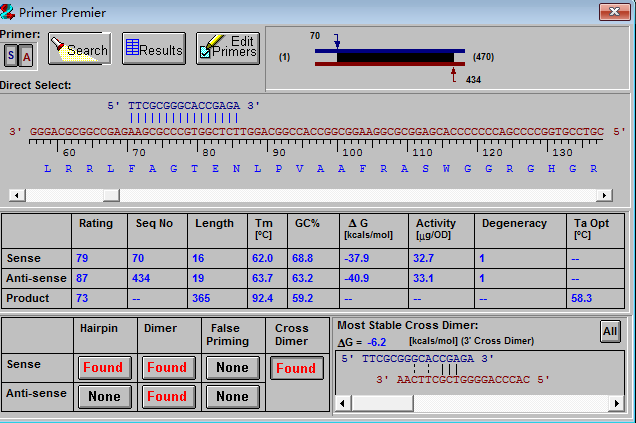 Primer Premier
Primer:
S A
Search
Results
Edit Primers
70
(1)
(470)
434
Direct Select:
5' TTCGCGGGCACCGAGA 3'
3' GGGACGCGGCCGAGAAGCGCCCGTGGCTCTTGGACGGCCACCGGCGGAAGGCGCGGAGCACCCCCCCAGCCCCGGTGCCTGC 5'
60 70 80 90 100 110 120 130
L R R L F A G T E N L P V A A F R A S W G G R G H G R
Rating Seq No Length Tm [ºC] GC% Δ G [kcals/mol] Activity [µg/OD] Degeneracy Ta Opt [ºC]
Sense 79 70 16 62.0 68.8 -37.9 32.7 1 --
Anti-sense 87 434 19 63.7 63.2 -40.9 33.1 1 --
Product 73 -- 365 92.4 59.2 -- -- -- 58.3
Hairpin Dimer False Priming Cross Dimer
Sense Found Found None Found
Anti-sense None Found None
Most Stable Cross Dimer:
All
ΔG = -6.2 [kcals/mol] (3' Cross Dimer)
5' TTCGCGGGCACCGAGA 3'
3' AACTTCGCTGGGGACCCAC 5'